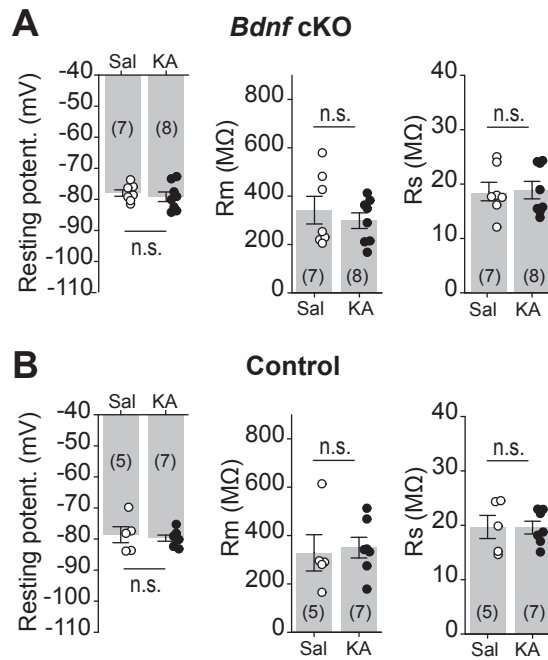 A
Bdnf cKO
Sal KA
-40
-50
-60
-70
-80
-90
-100
-110
Resting potent. (mV)
(7) (8)
n.s.
800
600
400
200
0
Rm (MΩ)
n.s.
(7) (8)
Sal KA
40
30
20
10
0
Rs (MΩ)
n.s.
(7) (8)
Sal KA
B
Control
Sal KA
-40
-50
-60
-70
-80
-90
-100
-110
Resting potent. (mV)
(5) (7)
n.s.
800
600
400
200
0
Rm (MΩ)
n.s.
(5) (7)
Sal KA
40
30
20
10
0
Rs (MΩ)
n.s.
(5) (7)
Sal KA